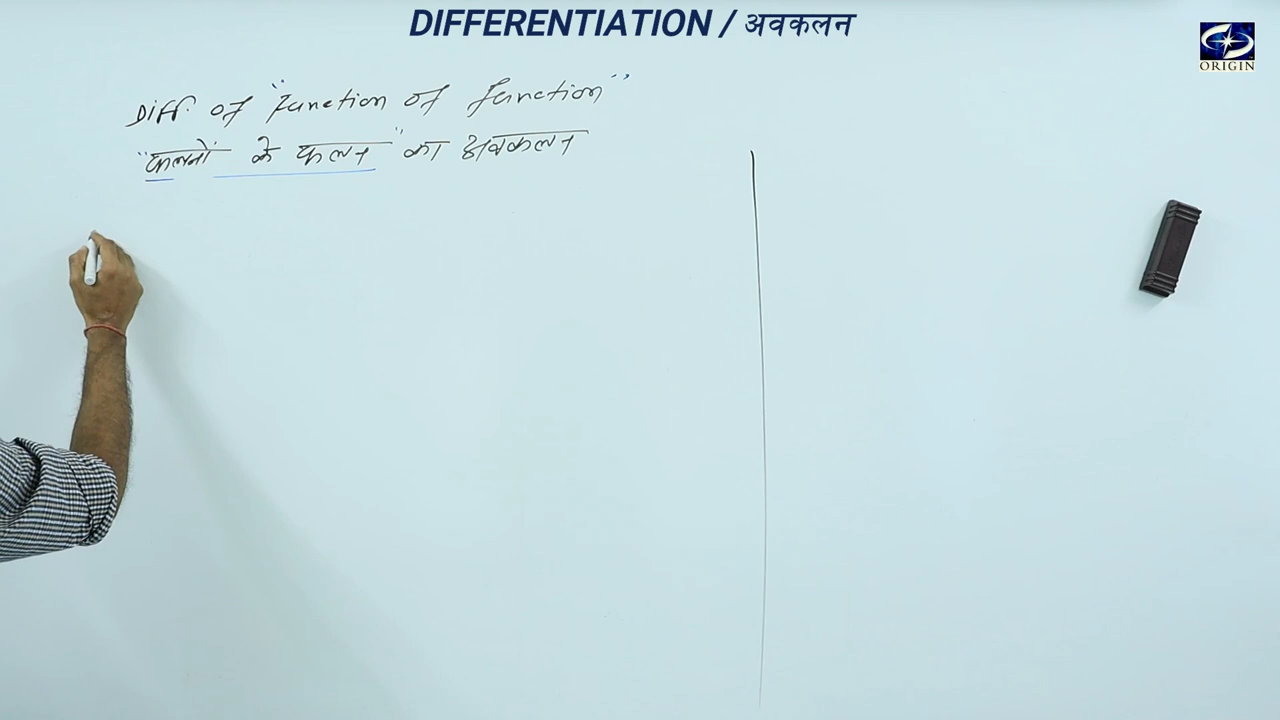 DIFFERENTIATION / अवकलन
ORIGIN
Diff. of "function of function"
"फलनों के फलन" का अवकलन